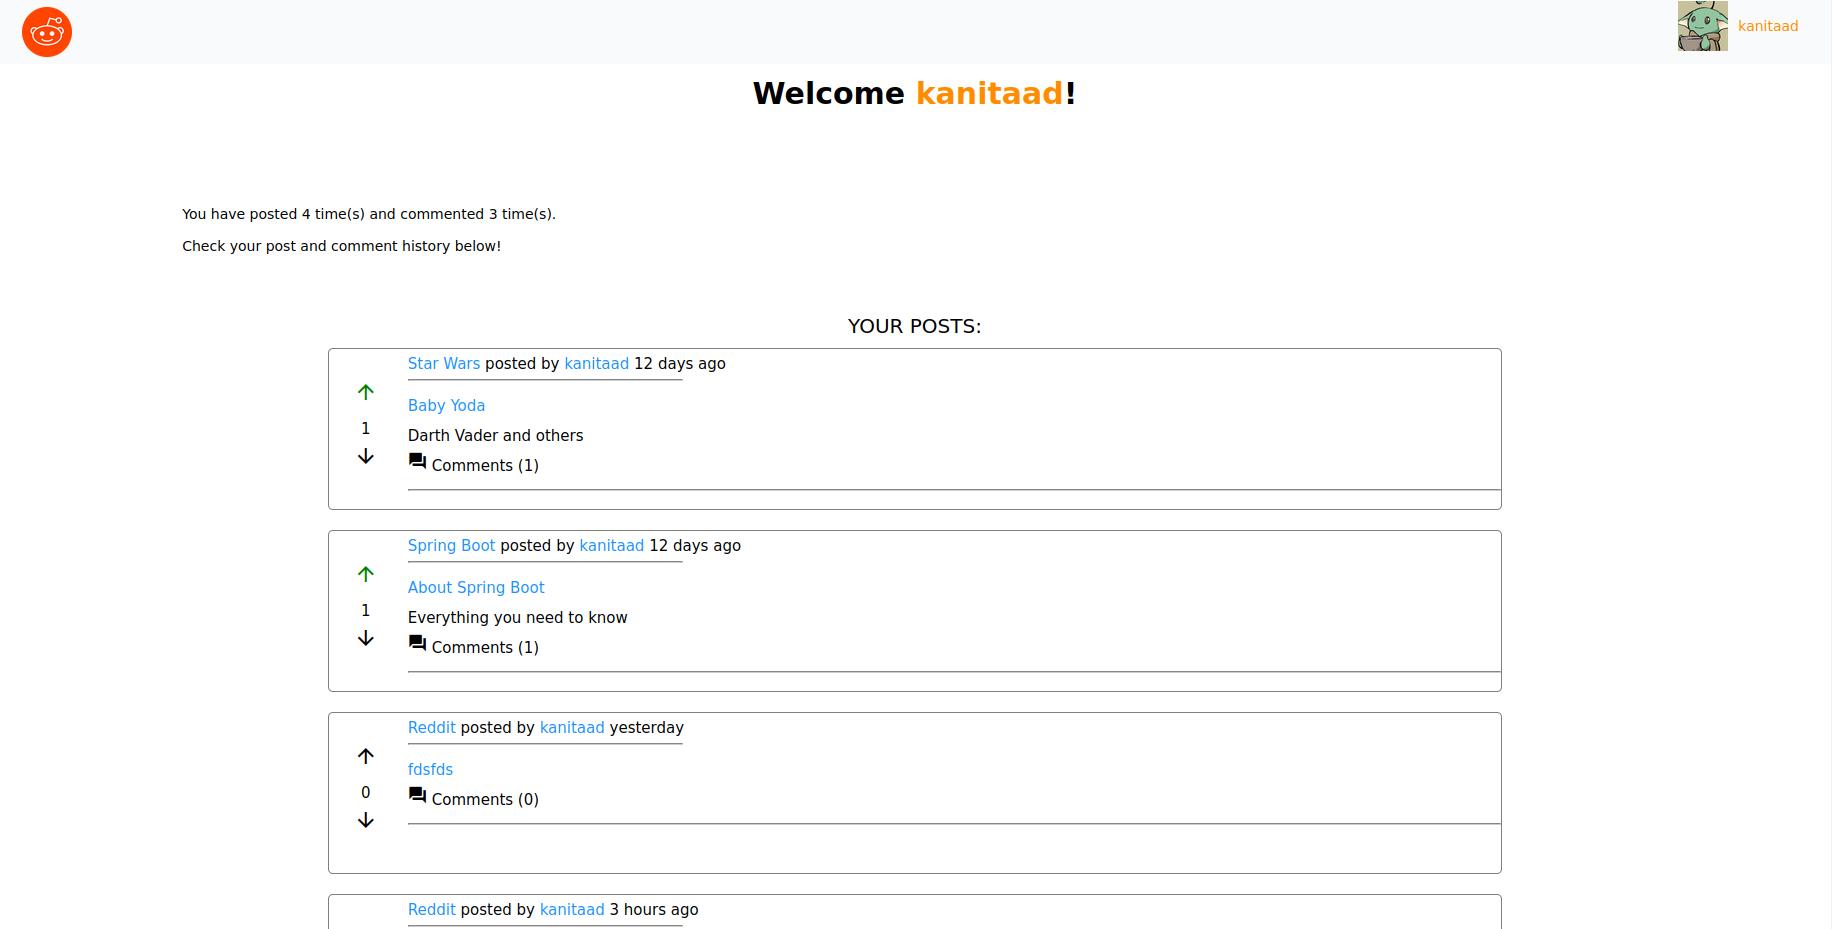 kanitaad
Welcome kanitaad!
You have posted 4 time(s) and commented 3 time(s).
Check your post and comment history below!
YOUR POSTS:
Star Wars posted by kanitaad 12 days ago
Baby Yoda
1
Darth Vader and others
Comments (1)
Spring Boot posted by kanitaad 12 days ago
About Spring Boot
1
Everything you need to know
Comments (1)
Reddit posted by kanitaad yesterday
fdsfds
0
Comments (0)
Reddit posted by kanitaad 3 hours ago